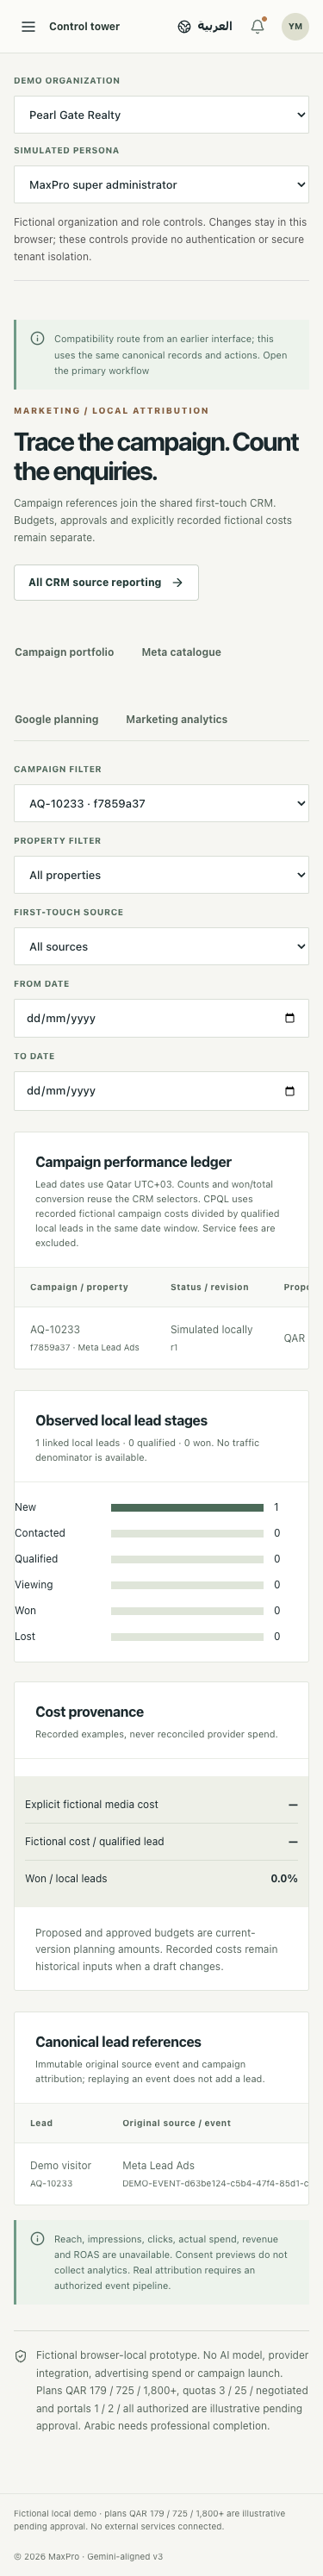 Control tower
العربية
YM
DEMO ORGANIZATION
Pearl Gate Realty
SIMULATED PERSONA
MaxPro super administrator
Fictional organization and role controls. Changes stay in this
browser; these controls provide no authentication or secure
tenant isolation.
Compatibility route from an earlier interface; this
uses the same canonical records and actions. Open
the primary workflow
MARKETING / LOCAL ATTRIBUTION
Trace the campaign. Count
the enquiries.
Campaign references join the shared first-touch CRM.
Budgets, approvals and explicitly recorded fictional costs
remain separate.
All CRM source reporting
Campaign portfolio Meta catalogue
Google planning Marketing analytics
CAMPAIGN FILTER
AQ-10233 · f7859a37
PROPERTY FILTER
All properties
FIRST-TOUCH SOURCE
All sources
FROM DATE
dd/mm/yyyy
TO DATE
dd/mm/yyyy
Campaign performance ledger
Lead dates use Qatar UTC+03. Counts and won/total
conversion reuse the CRM selectors. CPQL uses
recorded fictional campaign costs divided by qualified
local leads in the same date window. Service fees are
excluded.
Campaign / property Status / revision Propo
AQ-10233 Simulated locally QAR
f7859a37 · Meta Lead Ads r1
Observed local lead stages
1 linked local leads · 0 qualified · 0 won. No traffic
denominator is available.
New 1
Contacted 0
Qualified 0
Viewing 0
Won 0
Lost 0
Cost provenance
Recorded examples, never reconciled provider spend.
Explicit fictional media cost —
Fictional cost / qualified lead —
Won / local leads 0.0%
Proposed and approved budgets are current-
version planning amounts. Recorded costs remain
historical inputs when a draft changes.
Canonical lead references
Immutable original source event and campaign
attribution; replaying an event does not add a lead.
Lead Original source / event
Demo visitor Meta Lead Ads
AQ-10233 DEMO-EVENT-d63be124-c5b4-47f4-85d1-c
Reach, impressions, clicks, actual spend, revenue
and ROAS are unavailable. Consent previews do not
collect analytics. Real attribution requires an
authorized event pipeline.
Fictional browser-local prototype. No AI model, provider
integration, advertising spend or campaign launch.
Plans QAR 179 / 725 / 1,800+, quotas 3 / 25 / negotiated
and portals 1 / 2 / all authorized are illustrative pending
approval. Arabic needs professional completion.
Fictional local demo · plans QAR 179 / 725 / 1,800+ are illustrative
pending approval. No external services connected.
© 2026 MaxPro · Gemini-aligned v3